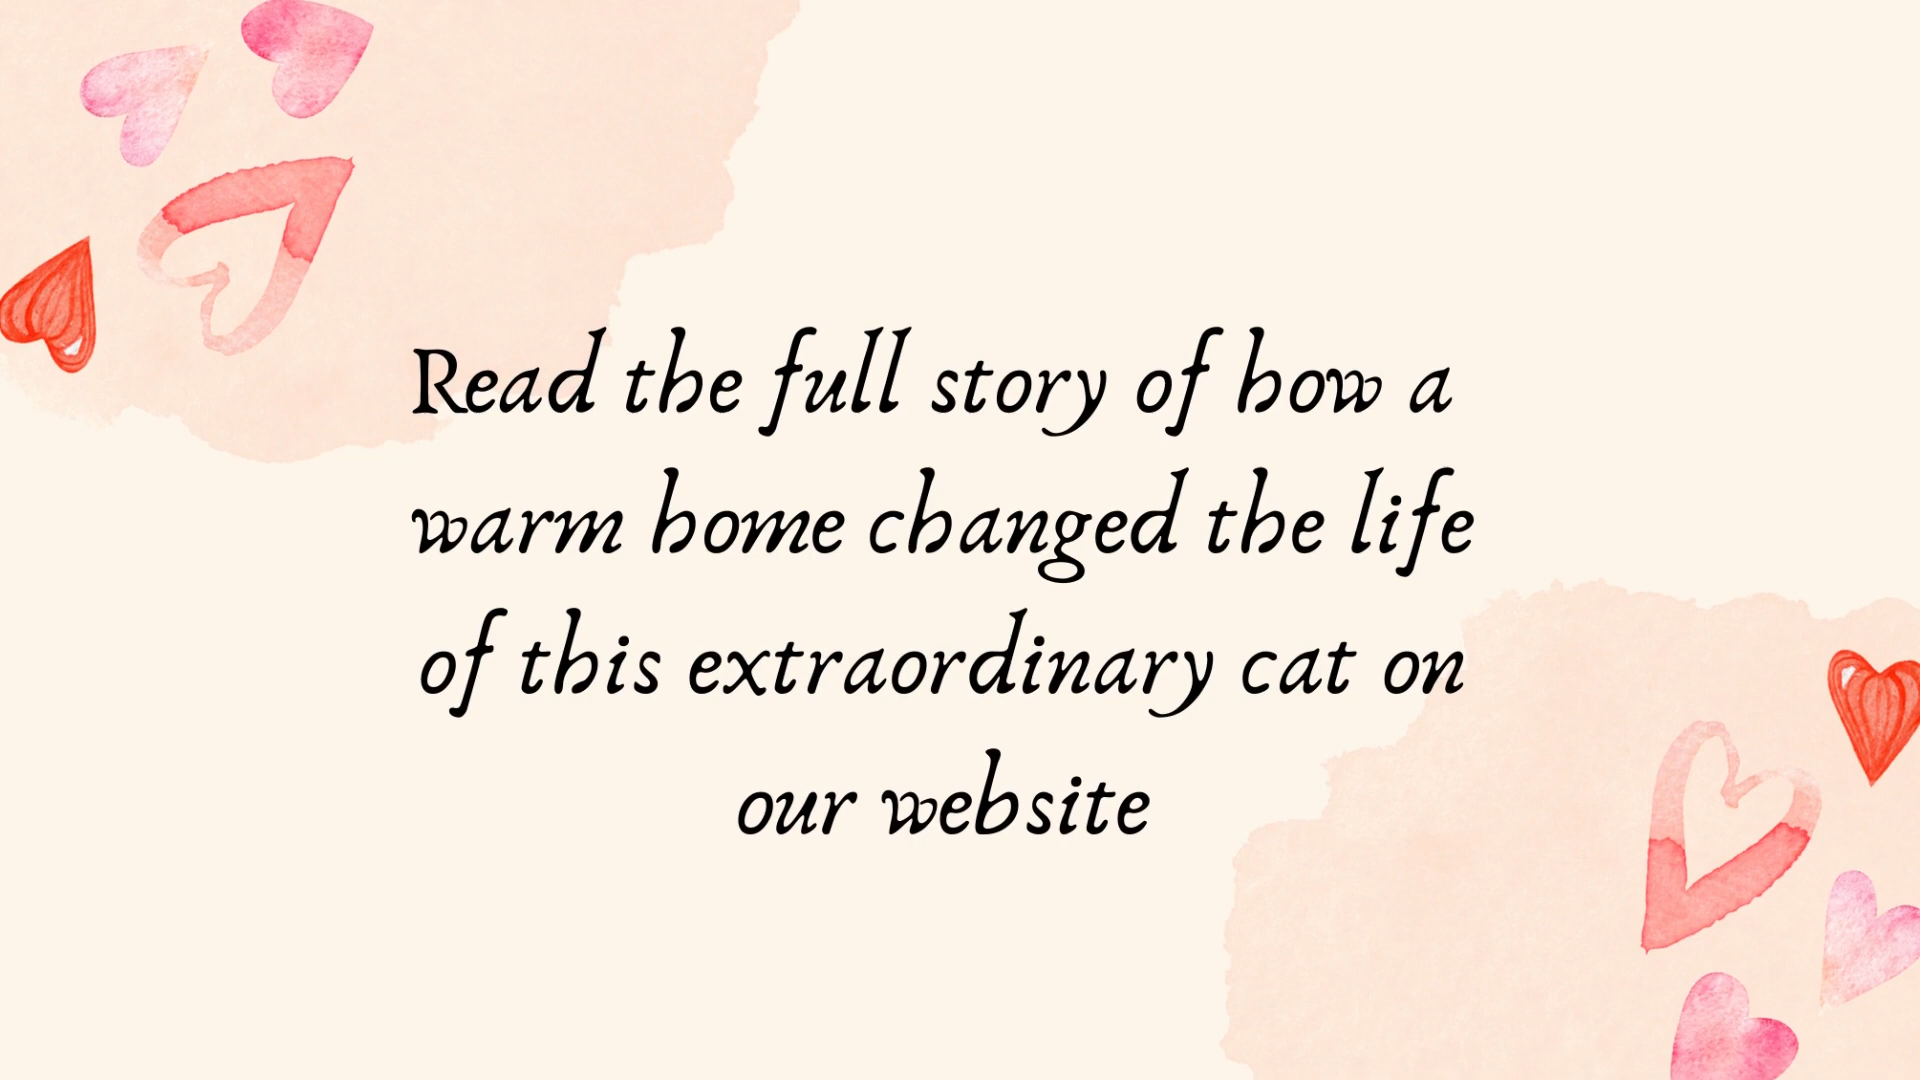 Read the full story of how a
warm home changed the life
of this extraordinary cat on
our website